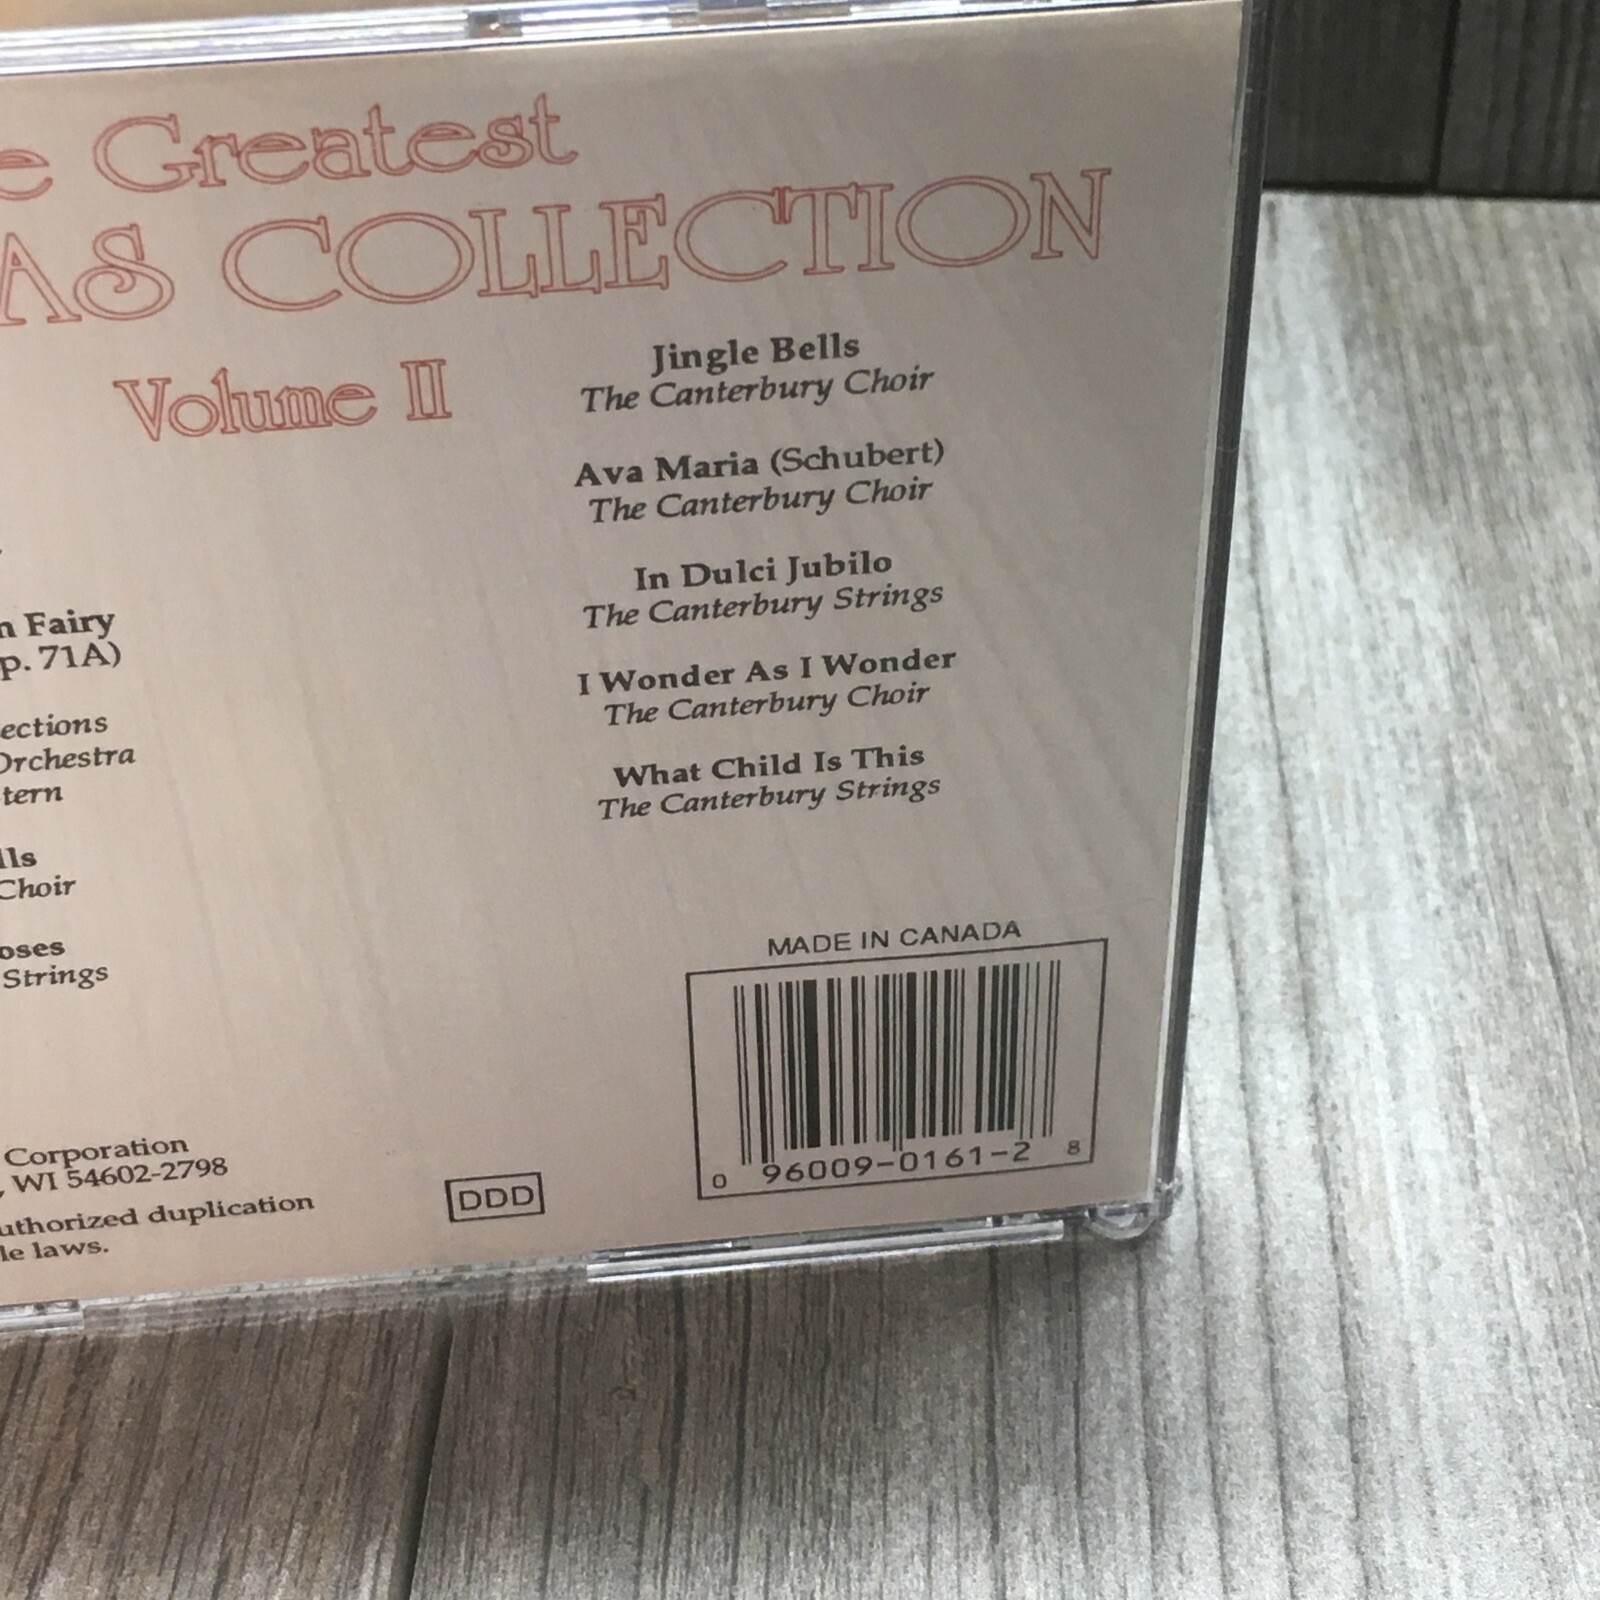 Greatest
COLLECTION
Volume II
Jingle Bells
The Canterbury Choir
Ava Maria (Schubert)
The Canterbury Choir
In Dulci Jubilo
The Canterbury Strings
I Wonder As I Wonder
The Canterbury Choir
What Child Is This
The Canterbury Strings
Fairy
p. 71A)
ections
Orchestra
tern
lls
Choir
oses
Strings
MADE IN CANADA
0 96009-0161-2 8
DDD
Corporation
, WI 54602-2798
uthorized duplication
le laws.